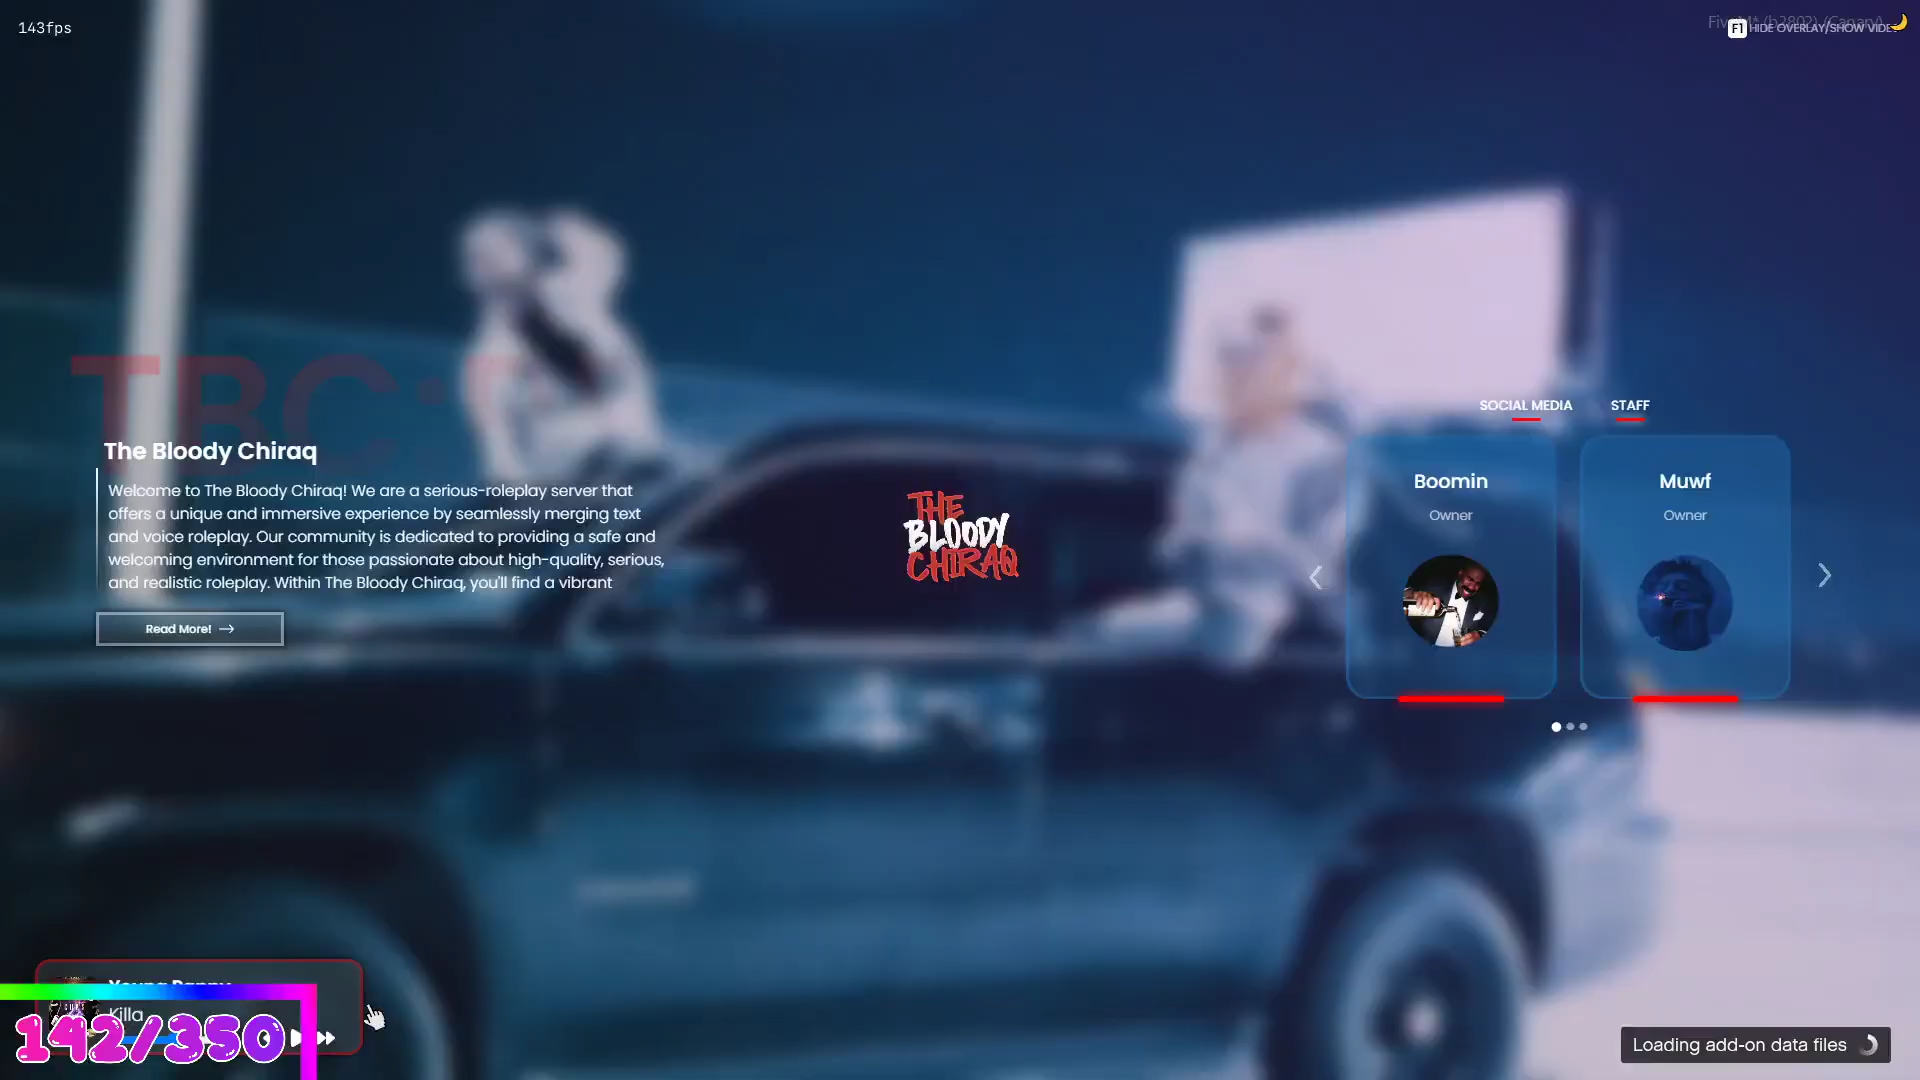 143fps
F1 HIDE OVERLAY/SHOW
TBC:
The Bloody Chiraq
Welcome to The Bloody Chiraq! We are a serious-roleplay server that
offers a unique and immersive experience by seamlessly merging text
and voice roleplay. Our community is dedicated to providing a safe and
welcoming environment for those passionate about high-quality, serious,
and realistic roleplay. Within The Bloody Chiraq, you'll find a vibrant
Read More!
THE
BLOODY
CHIRAQ
SOCIAL MEDIA STAFF
Boomin
Owner
Muwf
Owner
Killa
142/350
Loading add-on data files